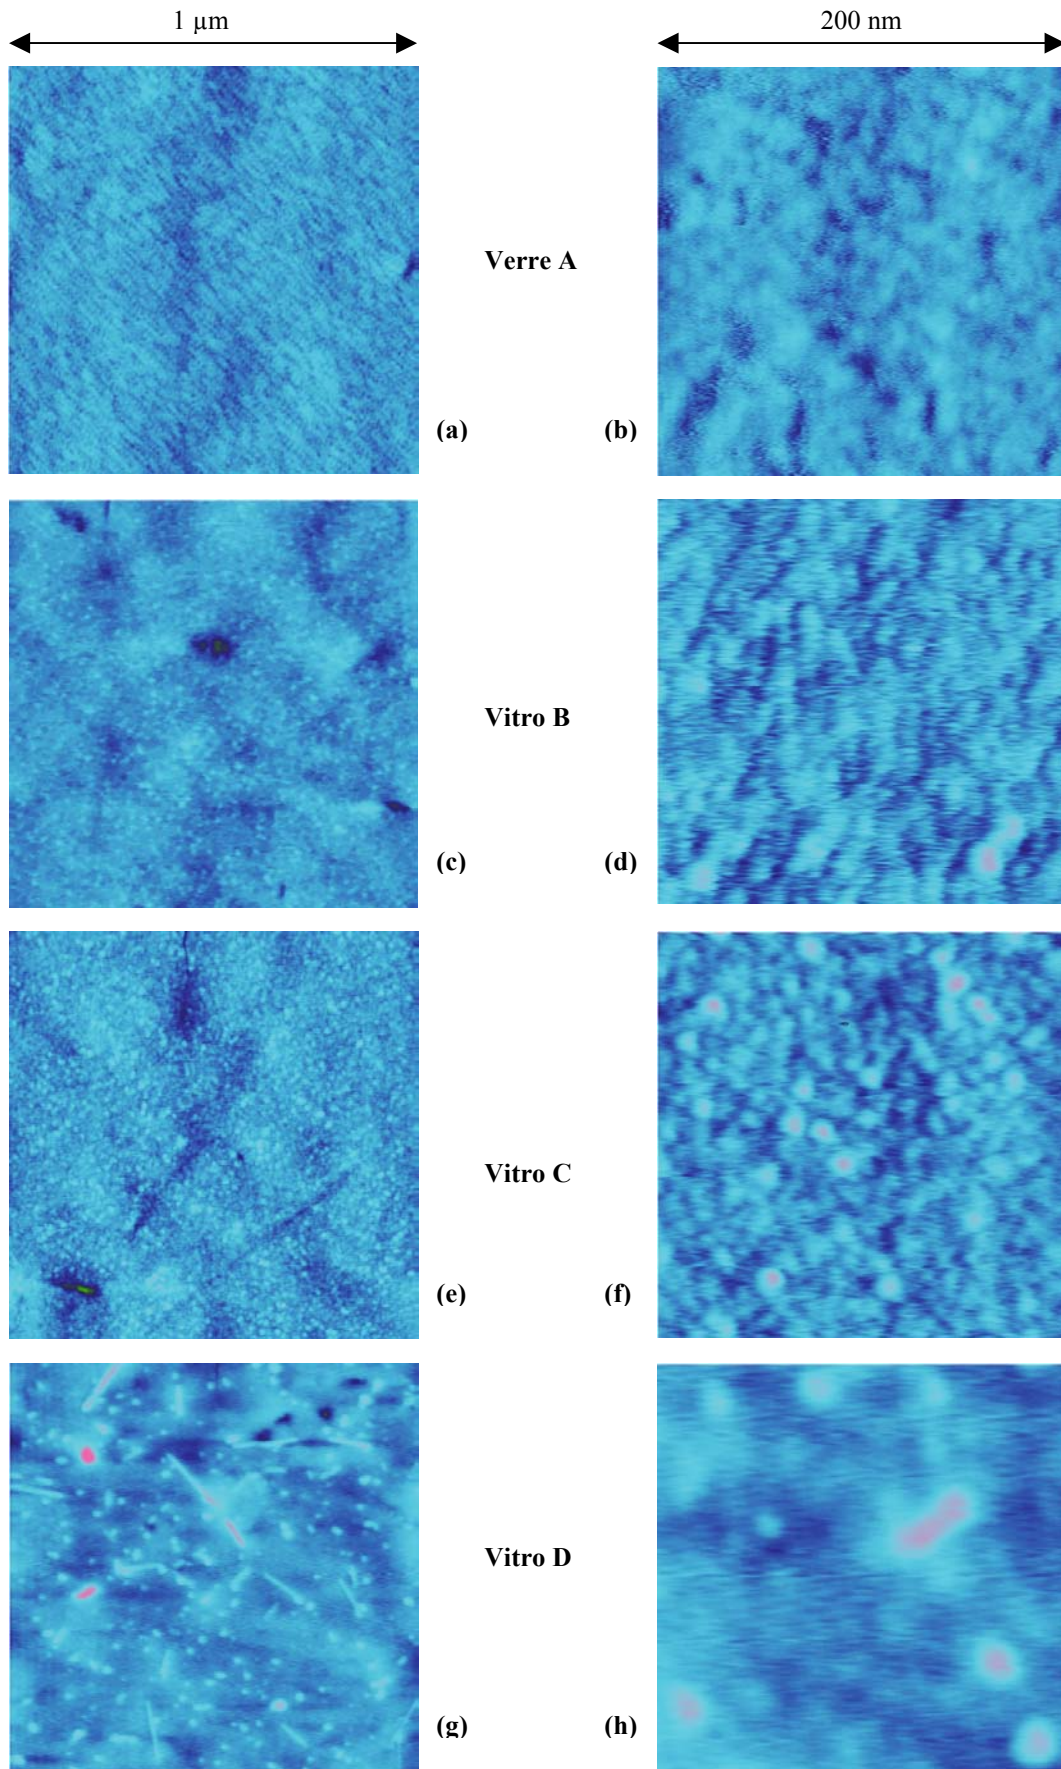 1 µm 200 nm
Verre A
(a) (b)
Vitro B
(c) (d)
Vitro C
(e) (f)
Vitro D
(g) (h)